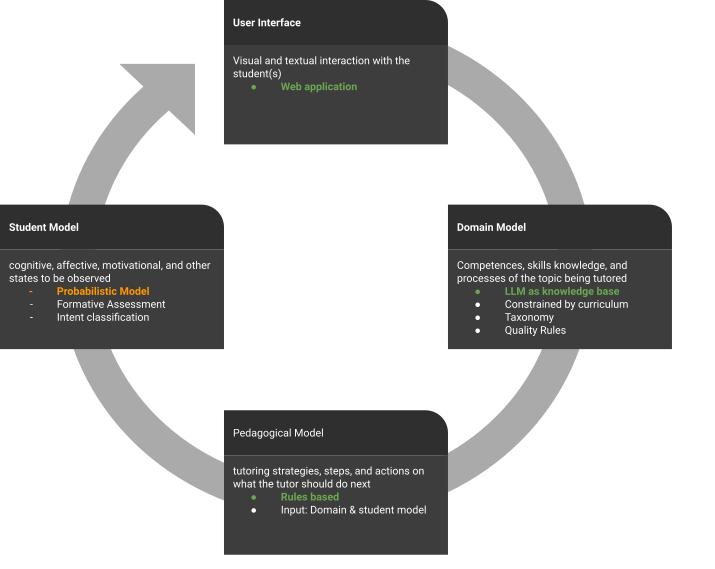 User Interface
Visual and textual interaction with the
student(s)
● Web application
Student Model
cognitive, affective, motivational, and other
states to be observed
- Probabilistic Model
- Formative Assessment
- Intent classification
Domain Model
Competences, skills knowledge, and
processes of the topic being tutored
● LLM as knowledge base
● Constrained by curriculum
● Taxonomy
● Quality Rules
Pedagogical Model
tutoring strategies, steps, and actions on
what the tutor should do next
● Rules based
● Input: Domain & student model